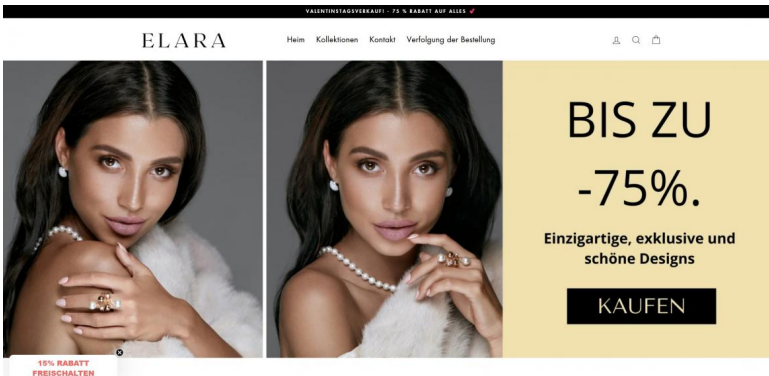 VALENTINSTAGSVERKAUF! - 75 % RABATT AUF ALLES
ELARA
Heim Kollektionen Kontakt Verfolgung der Bestellung
BIS ZU
-75%.
Einzigartige, exklusive und
schöne Designs
KAUFEN
15% RABATT
FREISCHALTEN